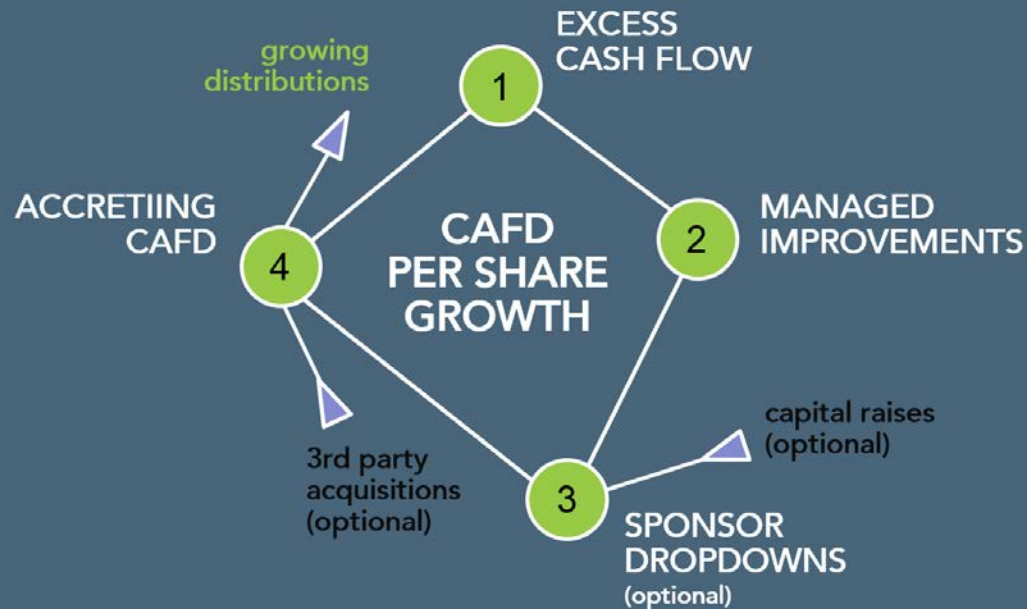 EXCESS
CASH FLOW
1
growing
distributions
ACCRETIING
CAFD
4
CAFD
PER SHARE
GROWTH
2
MANAGED
IMPROVEMENTS
3rd party
acquisitions
(optional)
capital raises
(optional)
3
SPONSOR
DROPDOWNS
(optional)